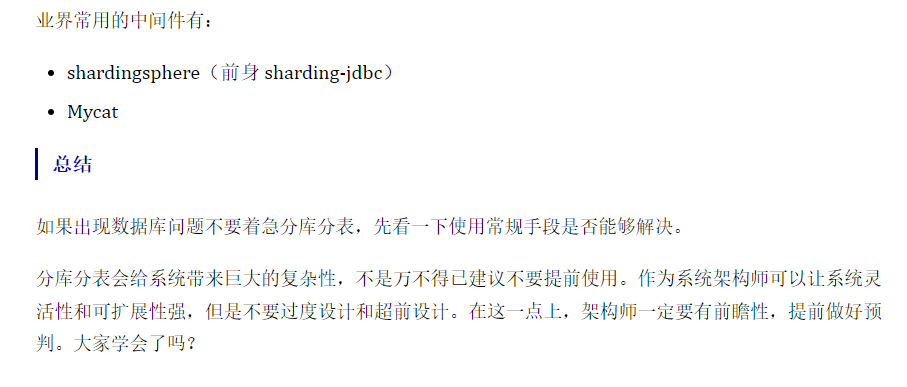 业界常用的中间件有：
• shardingsphere（前身 sharding-jdbc）
• Mycat
总结
如果出现数据库问题不要着急分库分表，先看一下使用常规手段是否能够解决。
分库分表会给系统带来巨大的复杂性，不是万不得已建议不要提前使用。作为系统架构师可以让系统灵
活性和可扩展性强，但是不要过度设计和超前设计。在这一点上，架构师一定要有前瞻性，提前做好预
判。大家学会了吗？